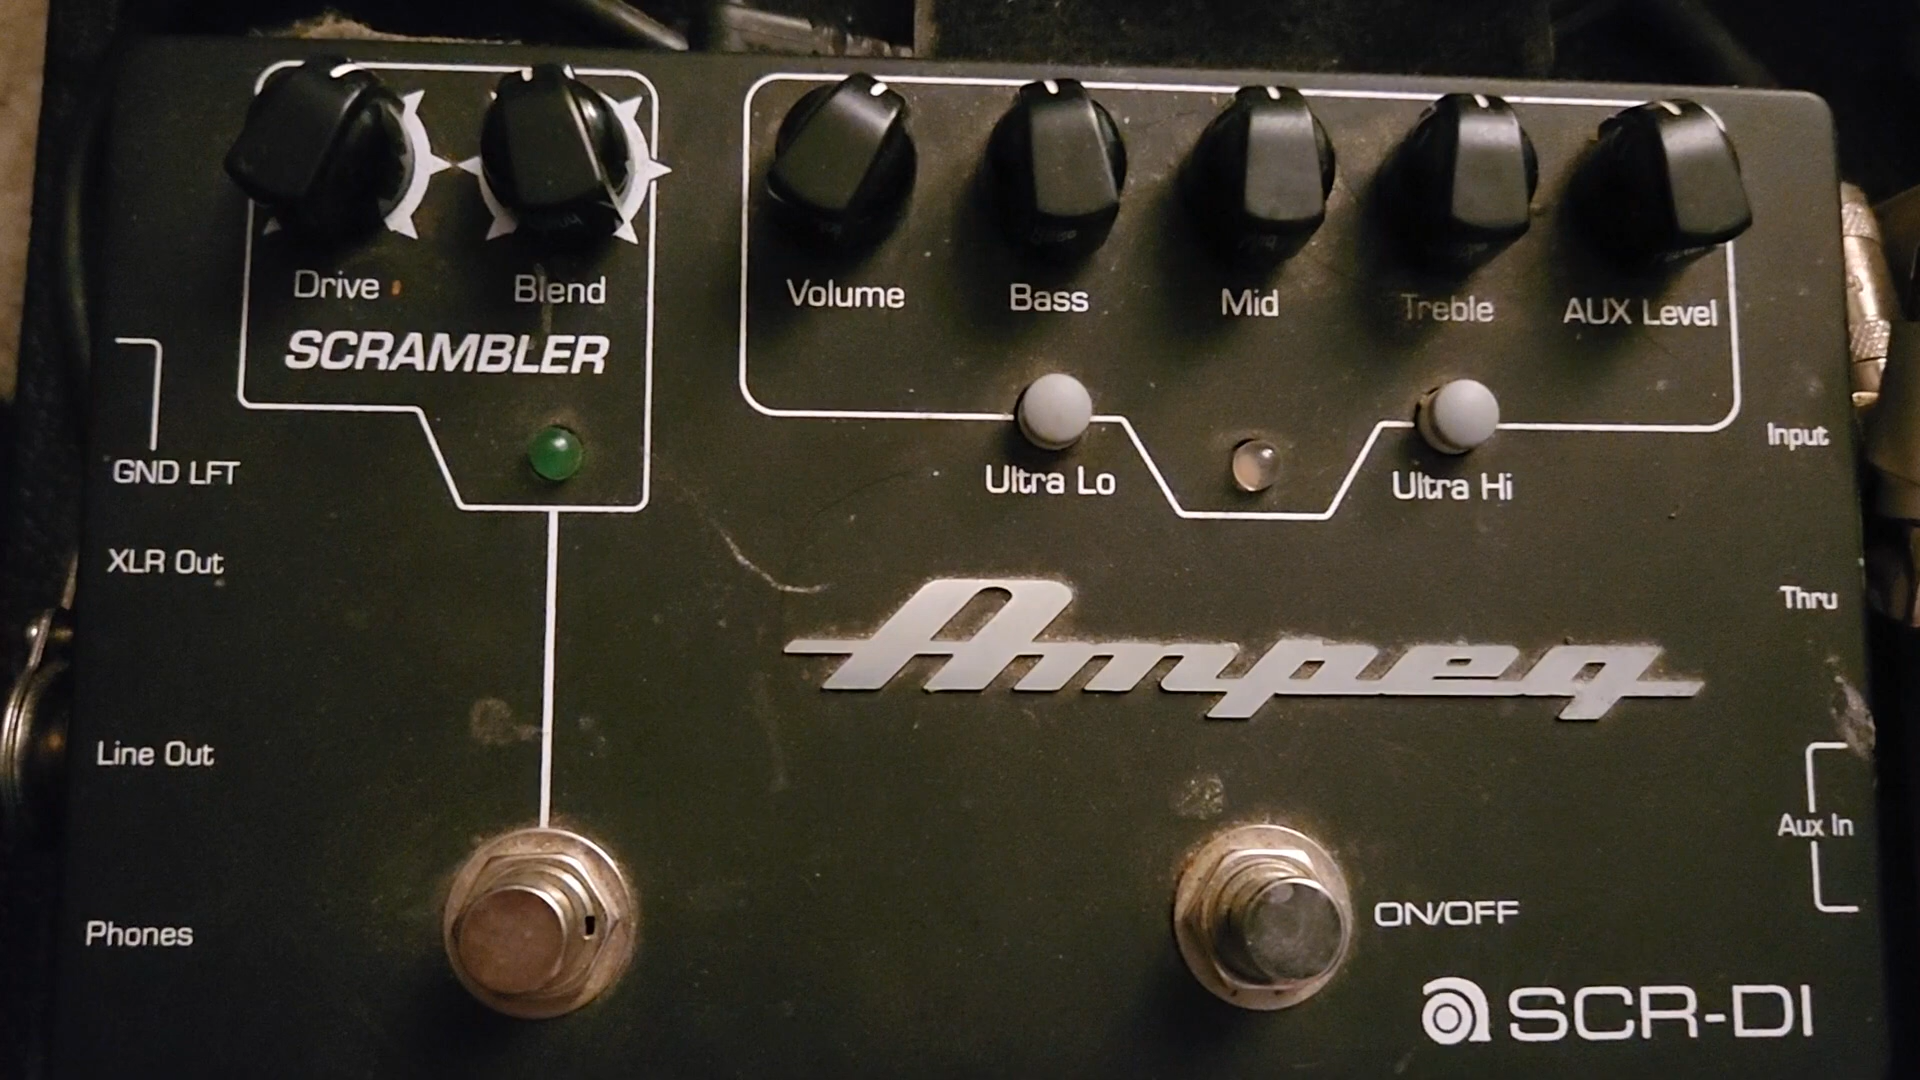 Drive Blend
SCRAMBLER
Volume Bass Mid Treble AUX Level
Ultra Lo Ultra Hi
GND LFT
XLR Out
Line Out
Phones
Input
Thru
Aux In
Ampeg
ON/OFF
SCR-DI